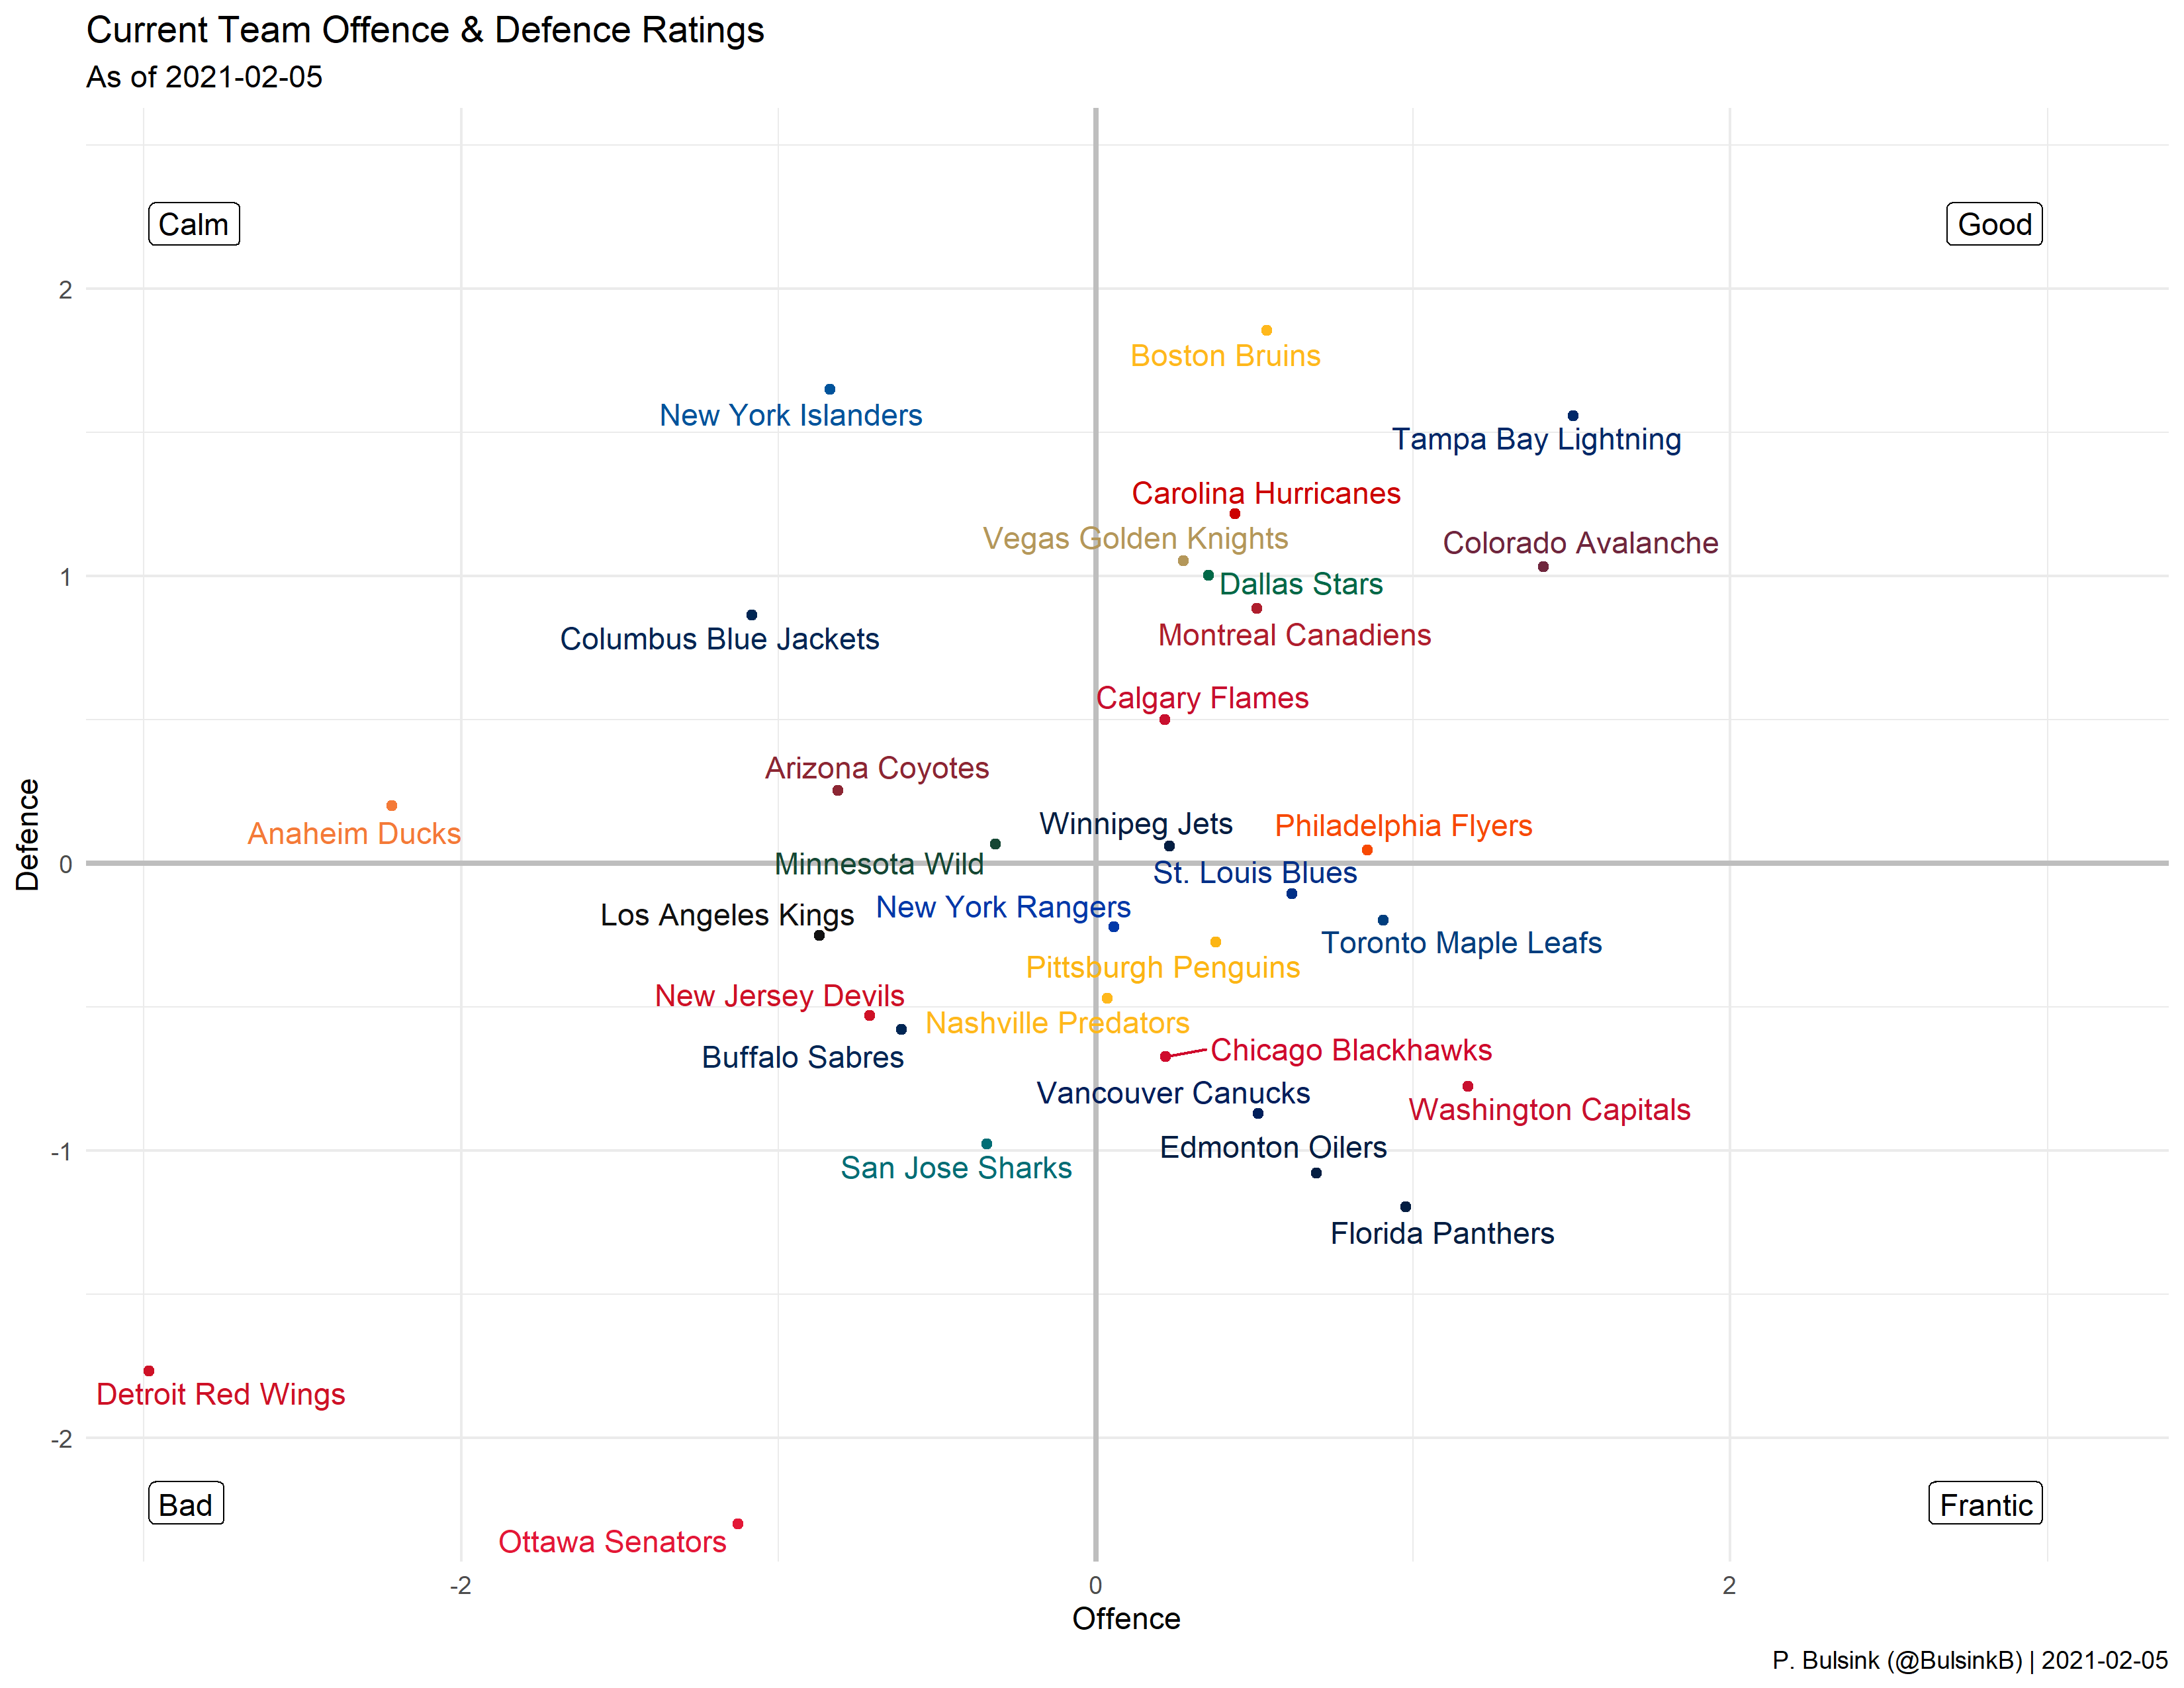 Current Team Offence & Defence Ratings
As of 2021-02-05
Calm
Good
2
Boston Bruins
New York Islanders
Tampa Bay Lightning
Carolina Hurricanes
Vegas Golden Knights
Colorado Avalanche
1
Dallas Stars
Columbus Blue Jackets
Montreal Canadiens
Calgary Flames
Arizona Coyotes
Anaheim Ducks
Winnipeg Jets
Philadelphia Flyers
Defence
0
Minnesota Wild
St. Louis Blues
Los Angeles Kings
New York Rangers
Toronto Maple Leafs
Pittsburgh Penguins
New Jersey Devils
Nashville Predators
Buffalo Sabres
Chicago Blackhawks
Vancouver Canucks
Washington Capitals
-1
Edmonton Oilers
San Jose Sharks
Florida Panthers
Detroit Red Wings
-2
Bad
Frantic
Ottawa Senators
-2
0
2
Offence
P. Bulsink (@BulsinkB) | 2021-02-05